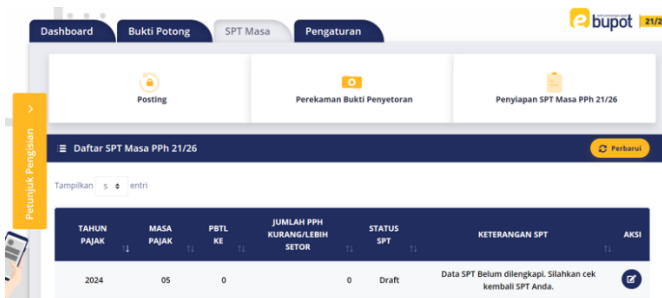 Dashboard Bukti Potong SPT Masa Pengaturan
ebupot 21/2
Posting Perekaman Bukti Penyetoran Penyiapan SPT Masa PPh 21/26
Petunjuk Pengisian
Daftar SPT Masa PPh 21/26 Perbarui
Tampilkan 5 entri
TAHUN PAJAK MASA PAJAK PBTL KE JUMLAH PPH KURANG/LEBIH SETOR STATUS SPT KETERANGAN SPT AKSI
2024 05 0 0 Draft Data SPT Belum dilengkapi. Silahkan cek
kembali SPT Anda.